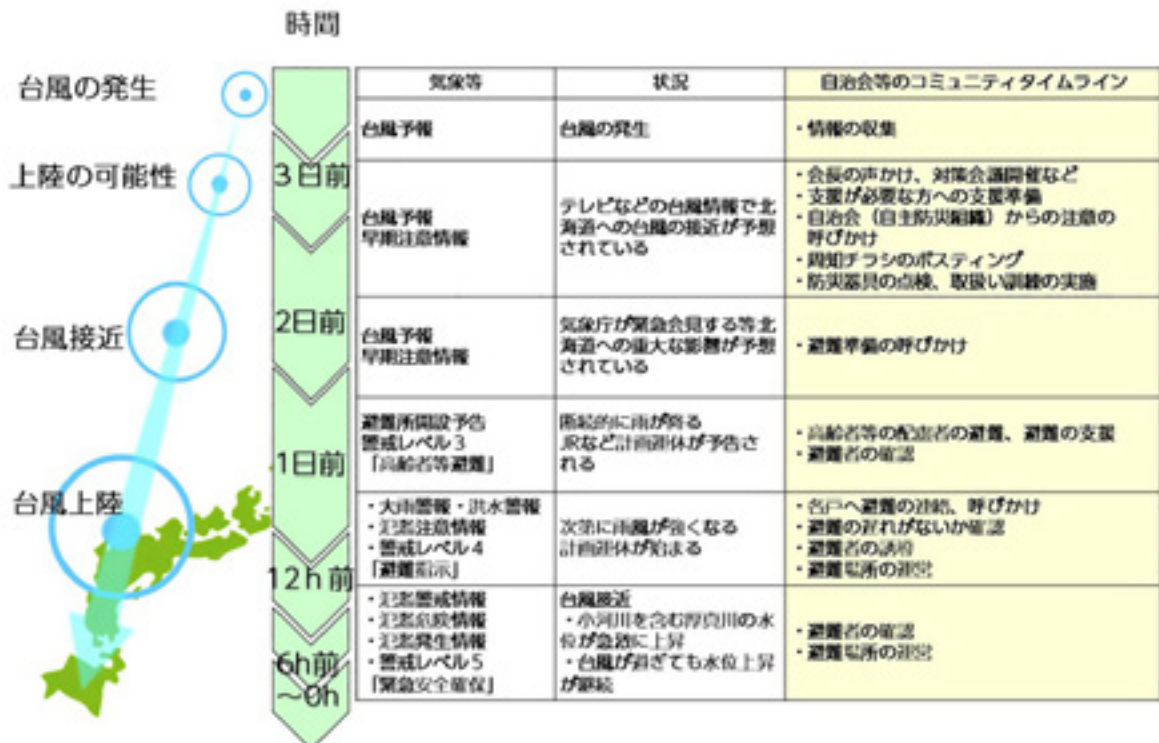 時間
台風の発生
上陸の可能性
台風接近
台風上陸
3日前
2日前
1日前
12h前
6h前
～0h
気象等
状況
自治会等のコミュニティタイムライン
台風予報
台風の発生
・情報の収集
台風予報
早期注意情報
テレビなどの台風情報で北
海道への台風の接近が予想
されている
・会長の声かけ、対策会議開催など
・支援が必要な方への支援準備
・自治会（自主防災組織）からの注意の
呼びかけ
・周知チラシのポスティング
・防災器具の点検、取扱い訓練の実施
台風予報
早期注意情報
気象庁が緊急会見する等北
海道への重大な影響が予想
されている
・避難準備の呼びかけ
避難所開設予告
警戒レベル3
「高齢者等避難」
断続的に雨が降る
JRなど計画運休が予告さ
れる
・高齢者等の配慮者の避難、避難の支援
・避難者の確認
・大雨警報・洪水警報
・氾濫注意情報
・警戒レベル4
「避難指示」
次第に雨風が強くなる
計画運休が始まる
・各戸へ避難の連絡、呼びかけ
・避難の遅れがないか確認
・避難者の誘導
・避難場所の運営
・氾濫警戒情報
・氾濫危険情報
・氾濫発生情報
・警戒レベル5
「緊急安全確保」
台風接近
・小河川を含む厚真川の水
位が急激に上昇
・台風が過ぎても水位上昇
が継続
・避難者の確認
・避難場所の運営